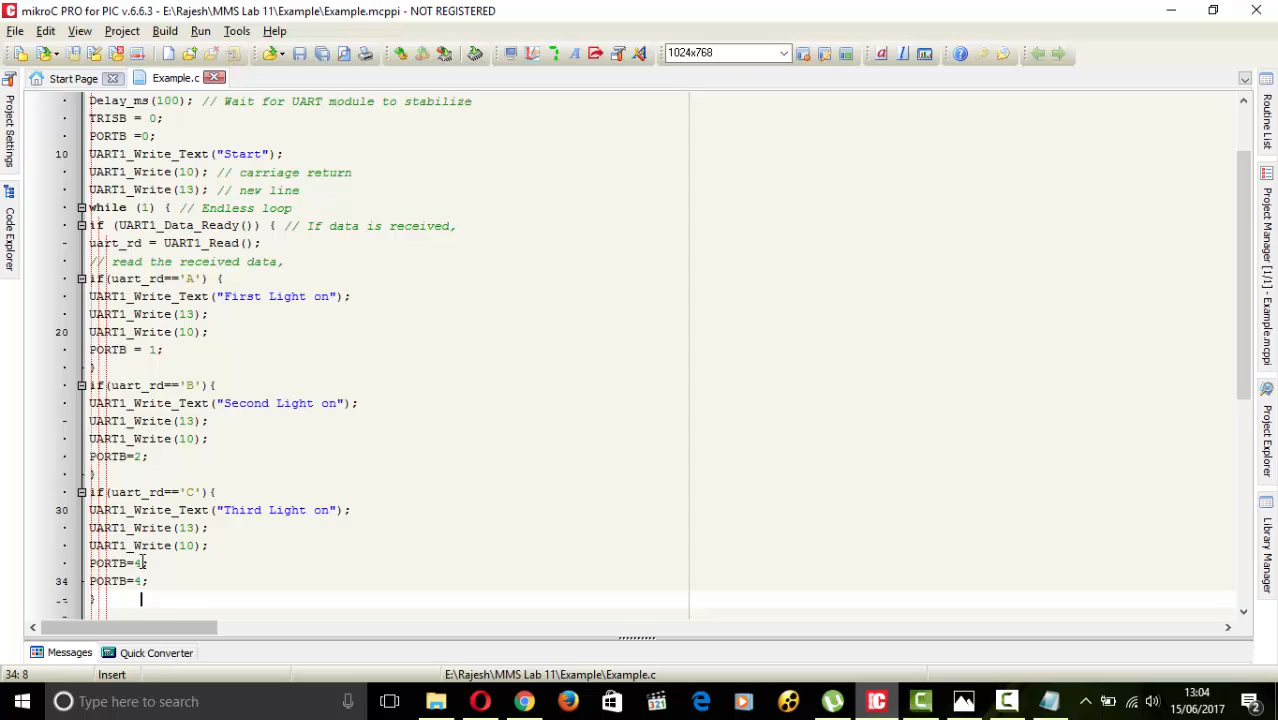 mikroC PRO for PIC v.6.6.3 - E:\Rajesh\MMS Lab 11\Example\Example.mcppi - NOT REGISTERED
File Edit View Project Build Run Tools Help
1024x768
Start Page Example.c
Delay_ms(100); // Wait for UART module to stabilize
TRISB = 0;
PORTB =0;
10 UART1_Write_Text("Start");
UART1_Write(10); // carriage return
UART1_Write(13); // new line
while (1) { // Endless loop
if (UART1_Data_Ready()) { // If data is received,
uart_rd = UART1_Read();
// read the received data,
if(uart_rd=='A') {
UART1_Write_Text("First Light on");
UART1_Write(13);
20 UART1_Write(10);
PORTB = 1;
}
if(uart_rd=='B'){
UART1_Write_Text("Second Light on");
UART1_Write(13);
UART1_Write(10);
PORTB=2;
}
if(uart_rd=='C'){
30 UART1_Write_Text("Third Light on");
UART1_Write(13);
UART1_Write(10);
PORTB=4;
34 PORTB=4;
}
Project Settings
Code Explorer
Routine List
Project Manager [1/1] - Example.mcppi
Project Explorer
Library Manager
Messages Quick Converter
34: 8 Insert E:\Rajesh\MMS Lab 11\Example\Example.c
Type here to search
321
13:04
15/06/2017
2